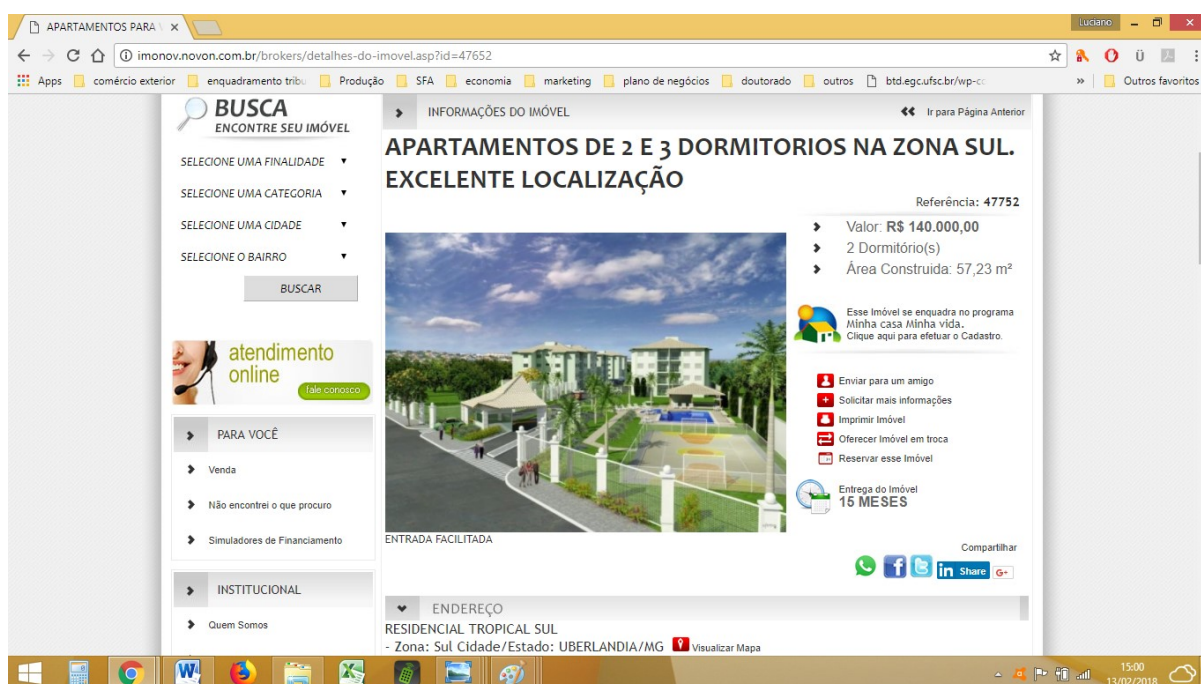 APARTAMENTOS PARA V
Luciano
imonov.novon.com.br/brokers/detalhes-do-imovel.asp?id=47652
Apps comércio exterior enquadramento tribu Produção SFA economia marketing plano de negócios doutorado outros btd.egc.ufsc.br/wp-co » Outros favoritos
BUSCA
ENCONTRE SEU IMÓVEL
SELECIONE UMA FINALIDADE
SELECIONE UMA CATEGORIA
SELECIONE UMA CIDADE
SELECIONE O BAIRRO
BUSCAR
atendimento
online
fale conosco
PARA VOCÊ
Venda
Não encontrei o que procuro
Simuladores de Financiamento
INSTITUCIONAL
Quem Somos
INFORMAÇÕES DO IMÓVEL
Ir para Página Anterior
APARTAMENTOS DE 2 E 3 DORMITORIOS NA ZONA SUL.
EXCELENTE LOCALIZAÇÃO
Referência: 47752
Valor: R$ 140.000,00
2 Dormitório(s)
Área Construida: 57,23 m²
Esse Imóvel se enquadra no programa
Minha casa Minha vida.
Clique aqui para efetuar o Cadastro.
Enviar para um amigo
Solicitar mais informações
Imprimir Imóvel
Oferecer Imóvel em troca
Reservar esse Imóvel
Entrega do Imóvel
15 MESES
ENTRADA FACILITADA
Compartilhar
in Share G+
ENDEREÇO
RESIDENCIAL TROPICAL SUL
- Zona: Sul Cidade/Estado: UBERLANDIA/MG Visualizar Mapa
15:00
13/02/2018